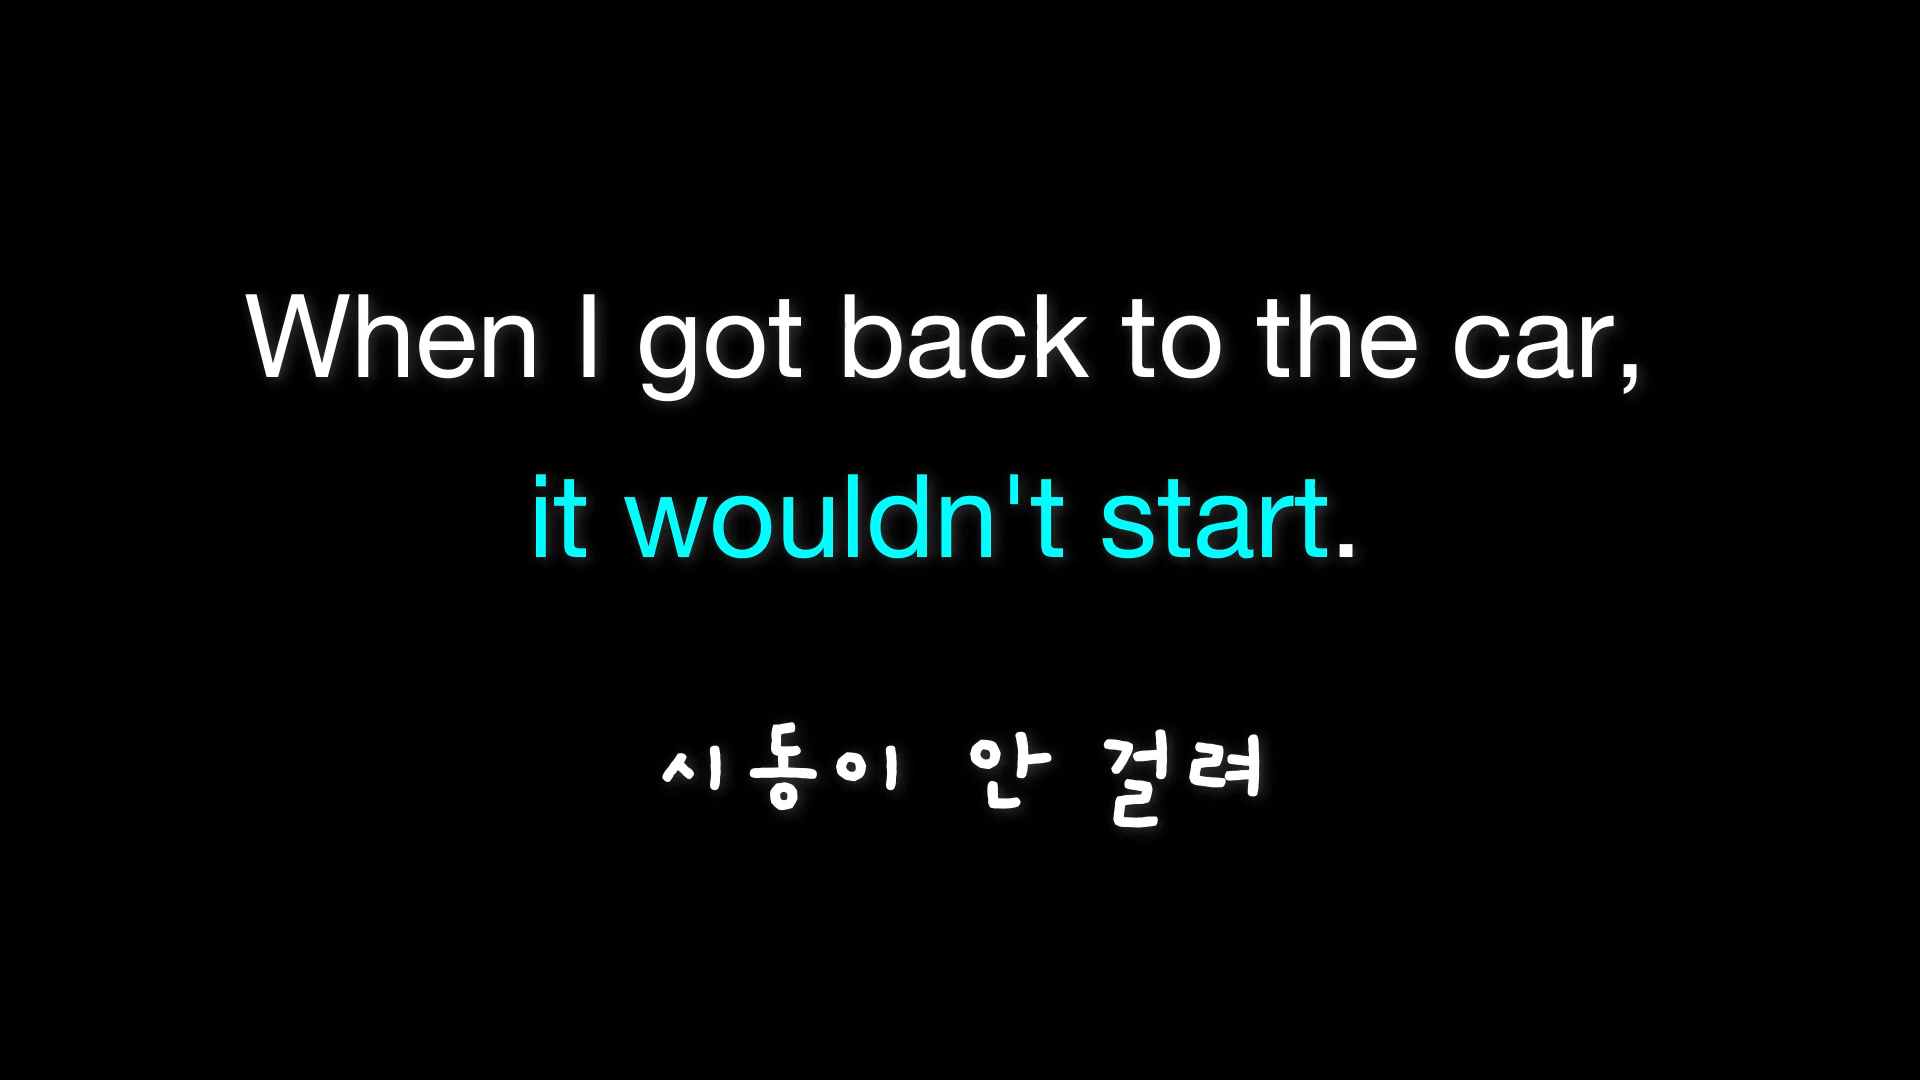 When I got back to the car,
it wouldn't start.
시동이 안 걸려